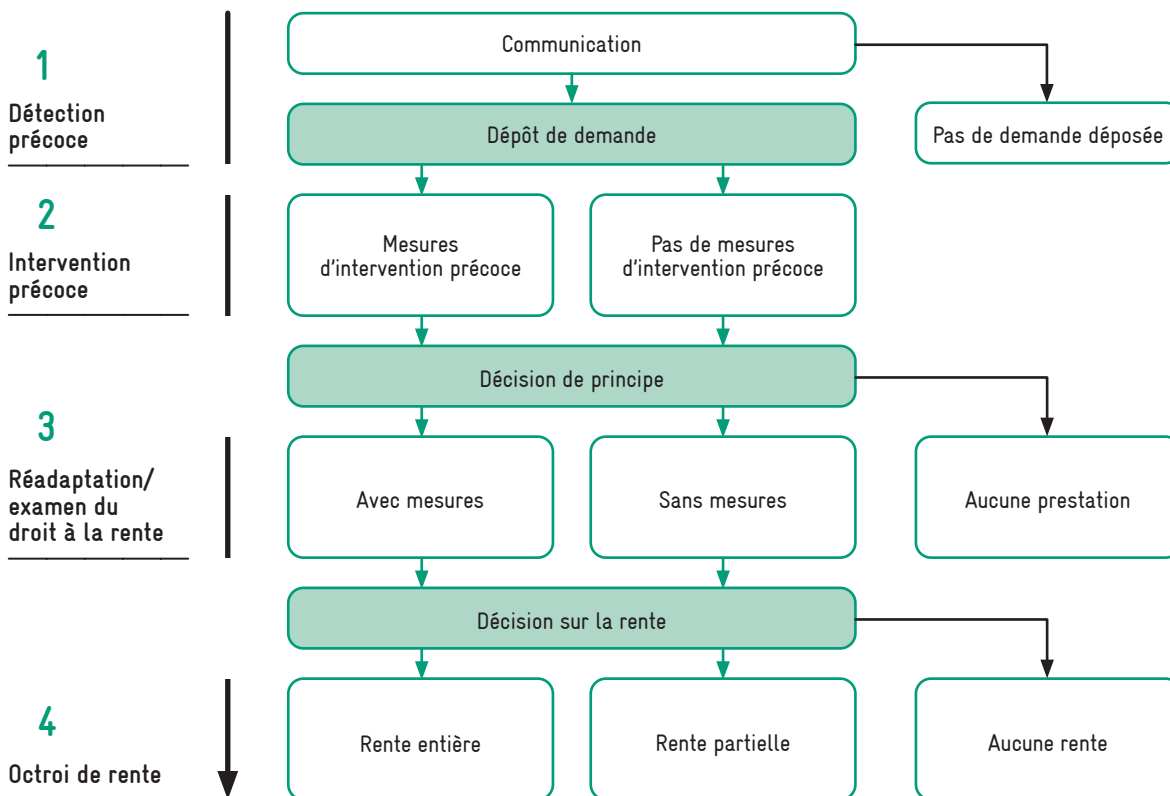 1
Détection
précoce
Communication
Dépôt de demande
Pas de demande déposée
2
Intervention
précoce
Mesures
d'intervention précoce
Pas de mesures
d'intervention précoce
Décision de principe
3
Réadaptation/
examen du
droit à la rente
Avec mesures
Sans mesures
Aucune prestation
Décision sur la rente
4
Octroi de rente
Rente entière
Rente partielle
Aucune rente